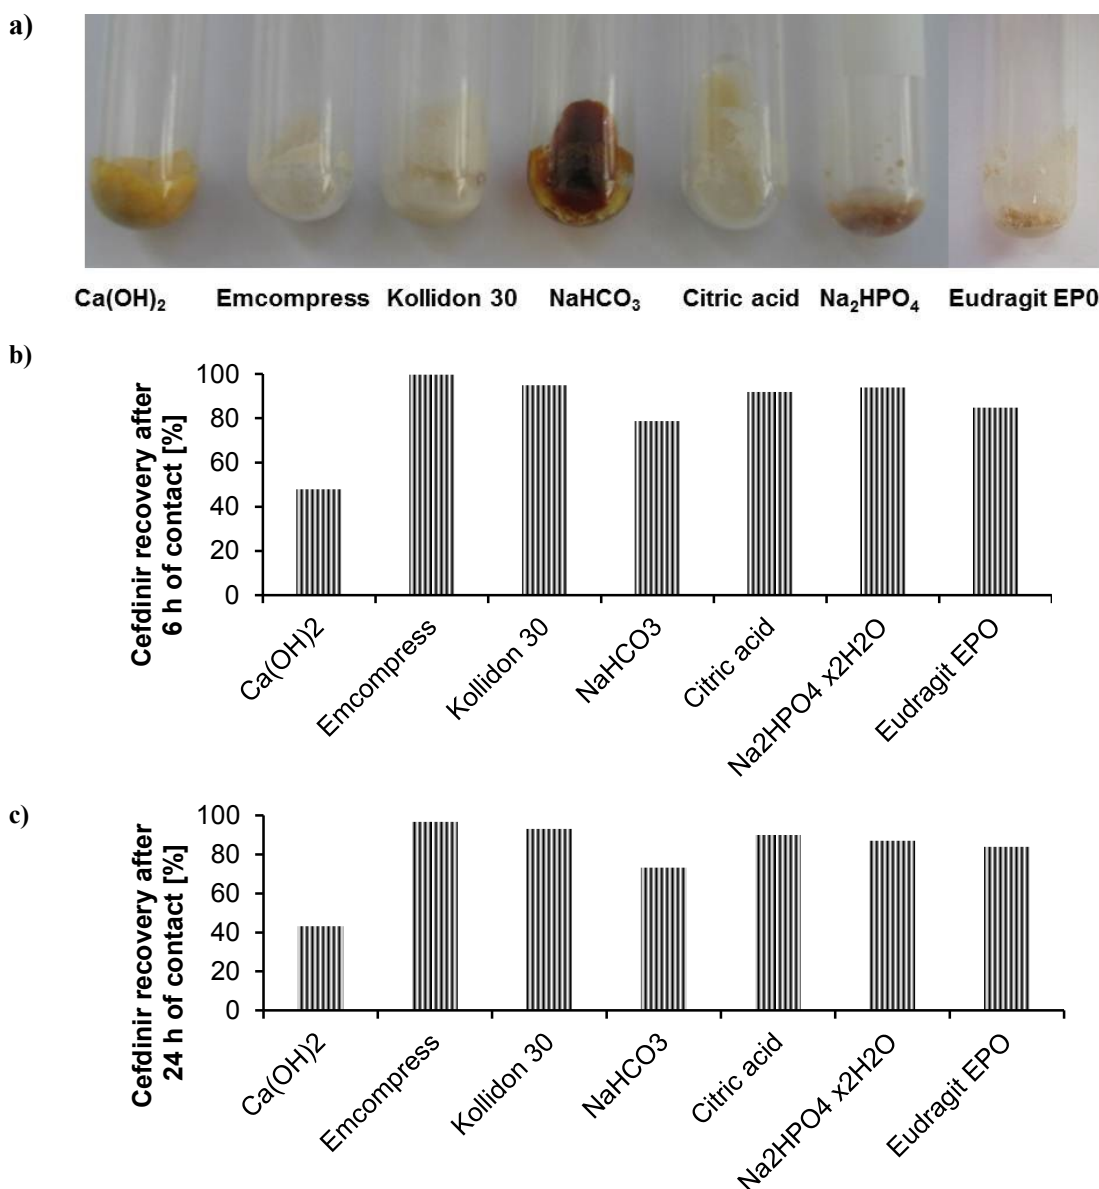 a)
Ca(OH)₂ Emcompress Kollidon 30 NaHCO₃ Citric acid Na₂HPO₄ Eudragit EP0
b)
Cefdinir recovery after
6 h of contact [%]
100
80
60
40
20
0
Ca(OH)2
Emcompress
Kollidon 30
NaHCO3
Citric acid
Na2HPO4 x2H2O
Eudragit EPO
c)
Cefdinir recovery after
24 h of contact [%]
100
80
60
40
20
0
Ca(OH)2
Emcompress
Kollidon 30
NaHCO3
Citric acid
Na2HPO4 x2H2O
Eudragit EPO